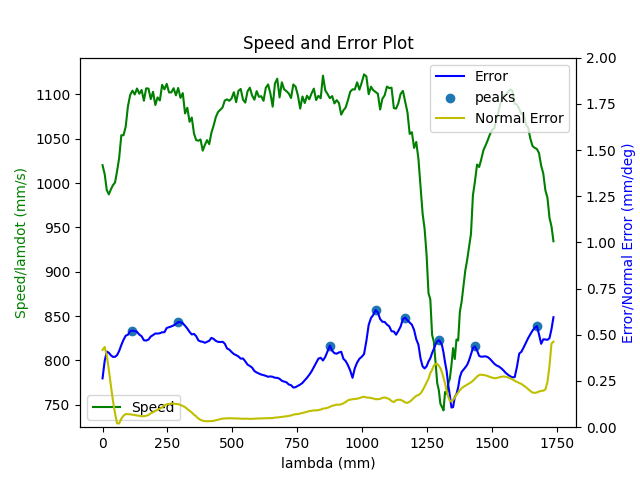 Speed and Error Plot
Speed/lamdot (mm/s)
1100
1050
1000
950
900
850
800
750
Error
peaks
Normal Error
Speed
2.00
1.75
1.50
1.25
1.00
0.75
0.50
0.25
0.00
Error/Normal Error (mm/deg)
0 250 500 750 1000 1250 1500 1750
lambda (mm)